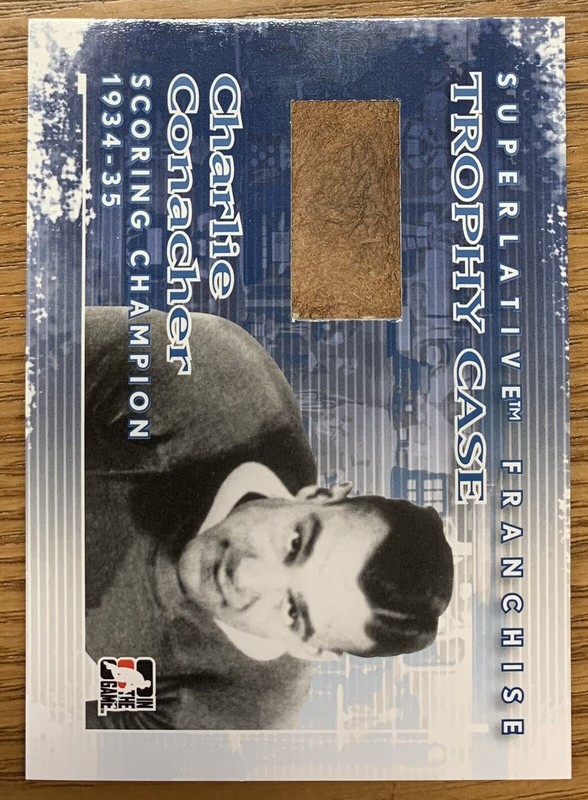 SUPERLATIVE™ FRANCHISE
TROPHY CASE
Charlie
Conacher
SCORING CHAMPION
1934-35
IN
THE
GAME